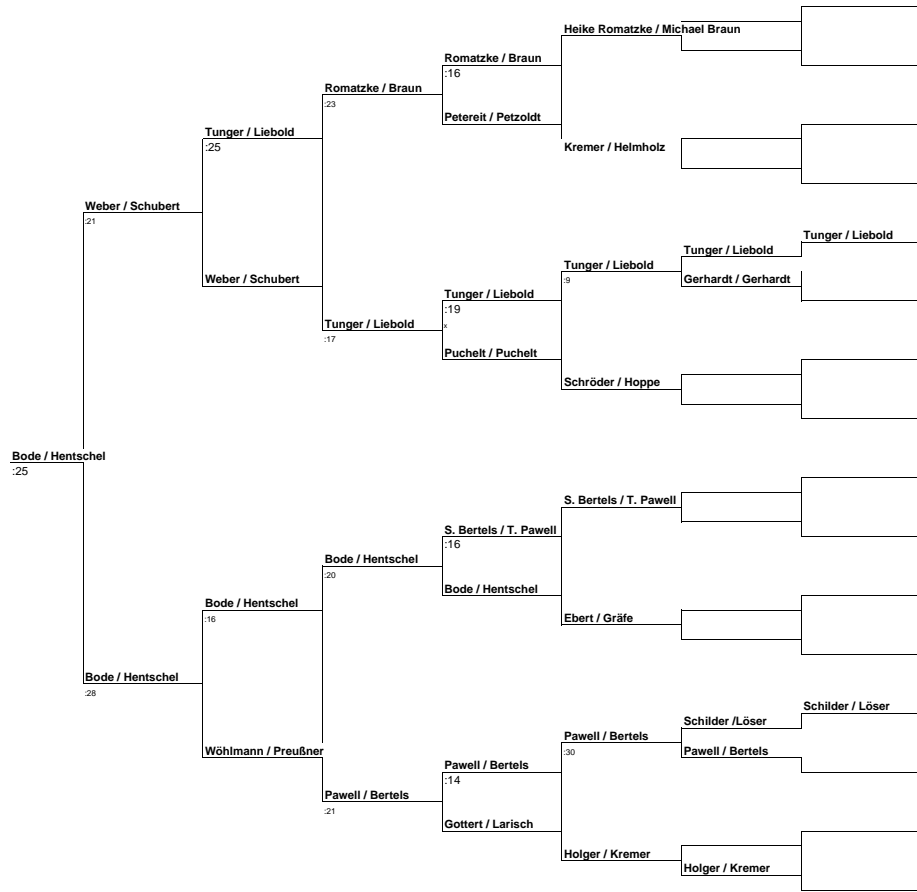 Heike Romatzke / Michael Braun
Romatzke / Braun
:16
Romatzke / Braun
:23
Petereit / Petzoldt
Tunger / Liebold
:25
Kremer / Helmholz
Weber / Schubert
:21
Tunger / Liebold
Tunger / Liebold
Tunger / Liebold
:9
Gerhardt / Gerhardt
Weber / Schubert
Tunger / Liebold
:19
x
Tunger / Liebold
:17
Puchelt / Puchelt
Schröder / Hoppe
Bode / Hentschel
:25
S. Bertels / T. Pawell
S. Bertels / T. Pawell
:16
Bode / Hentschel
:20
Bode / Hentschel
Bode / Hentschel
:16
Ebert / Gräfe
Bode / Hentschel
:28
Schilder / Löser
Schilder /Löser
Pawell / Bertels
:30
Pawell / Bertels
Wöhlmann / Preußner
Pawell / Bertels
:14
Pawell / Bertels
:21
Gottert / Larisch
Holger / Kremer
Holger / Kremer